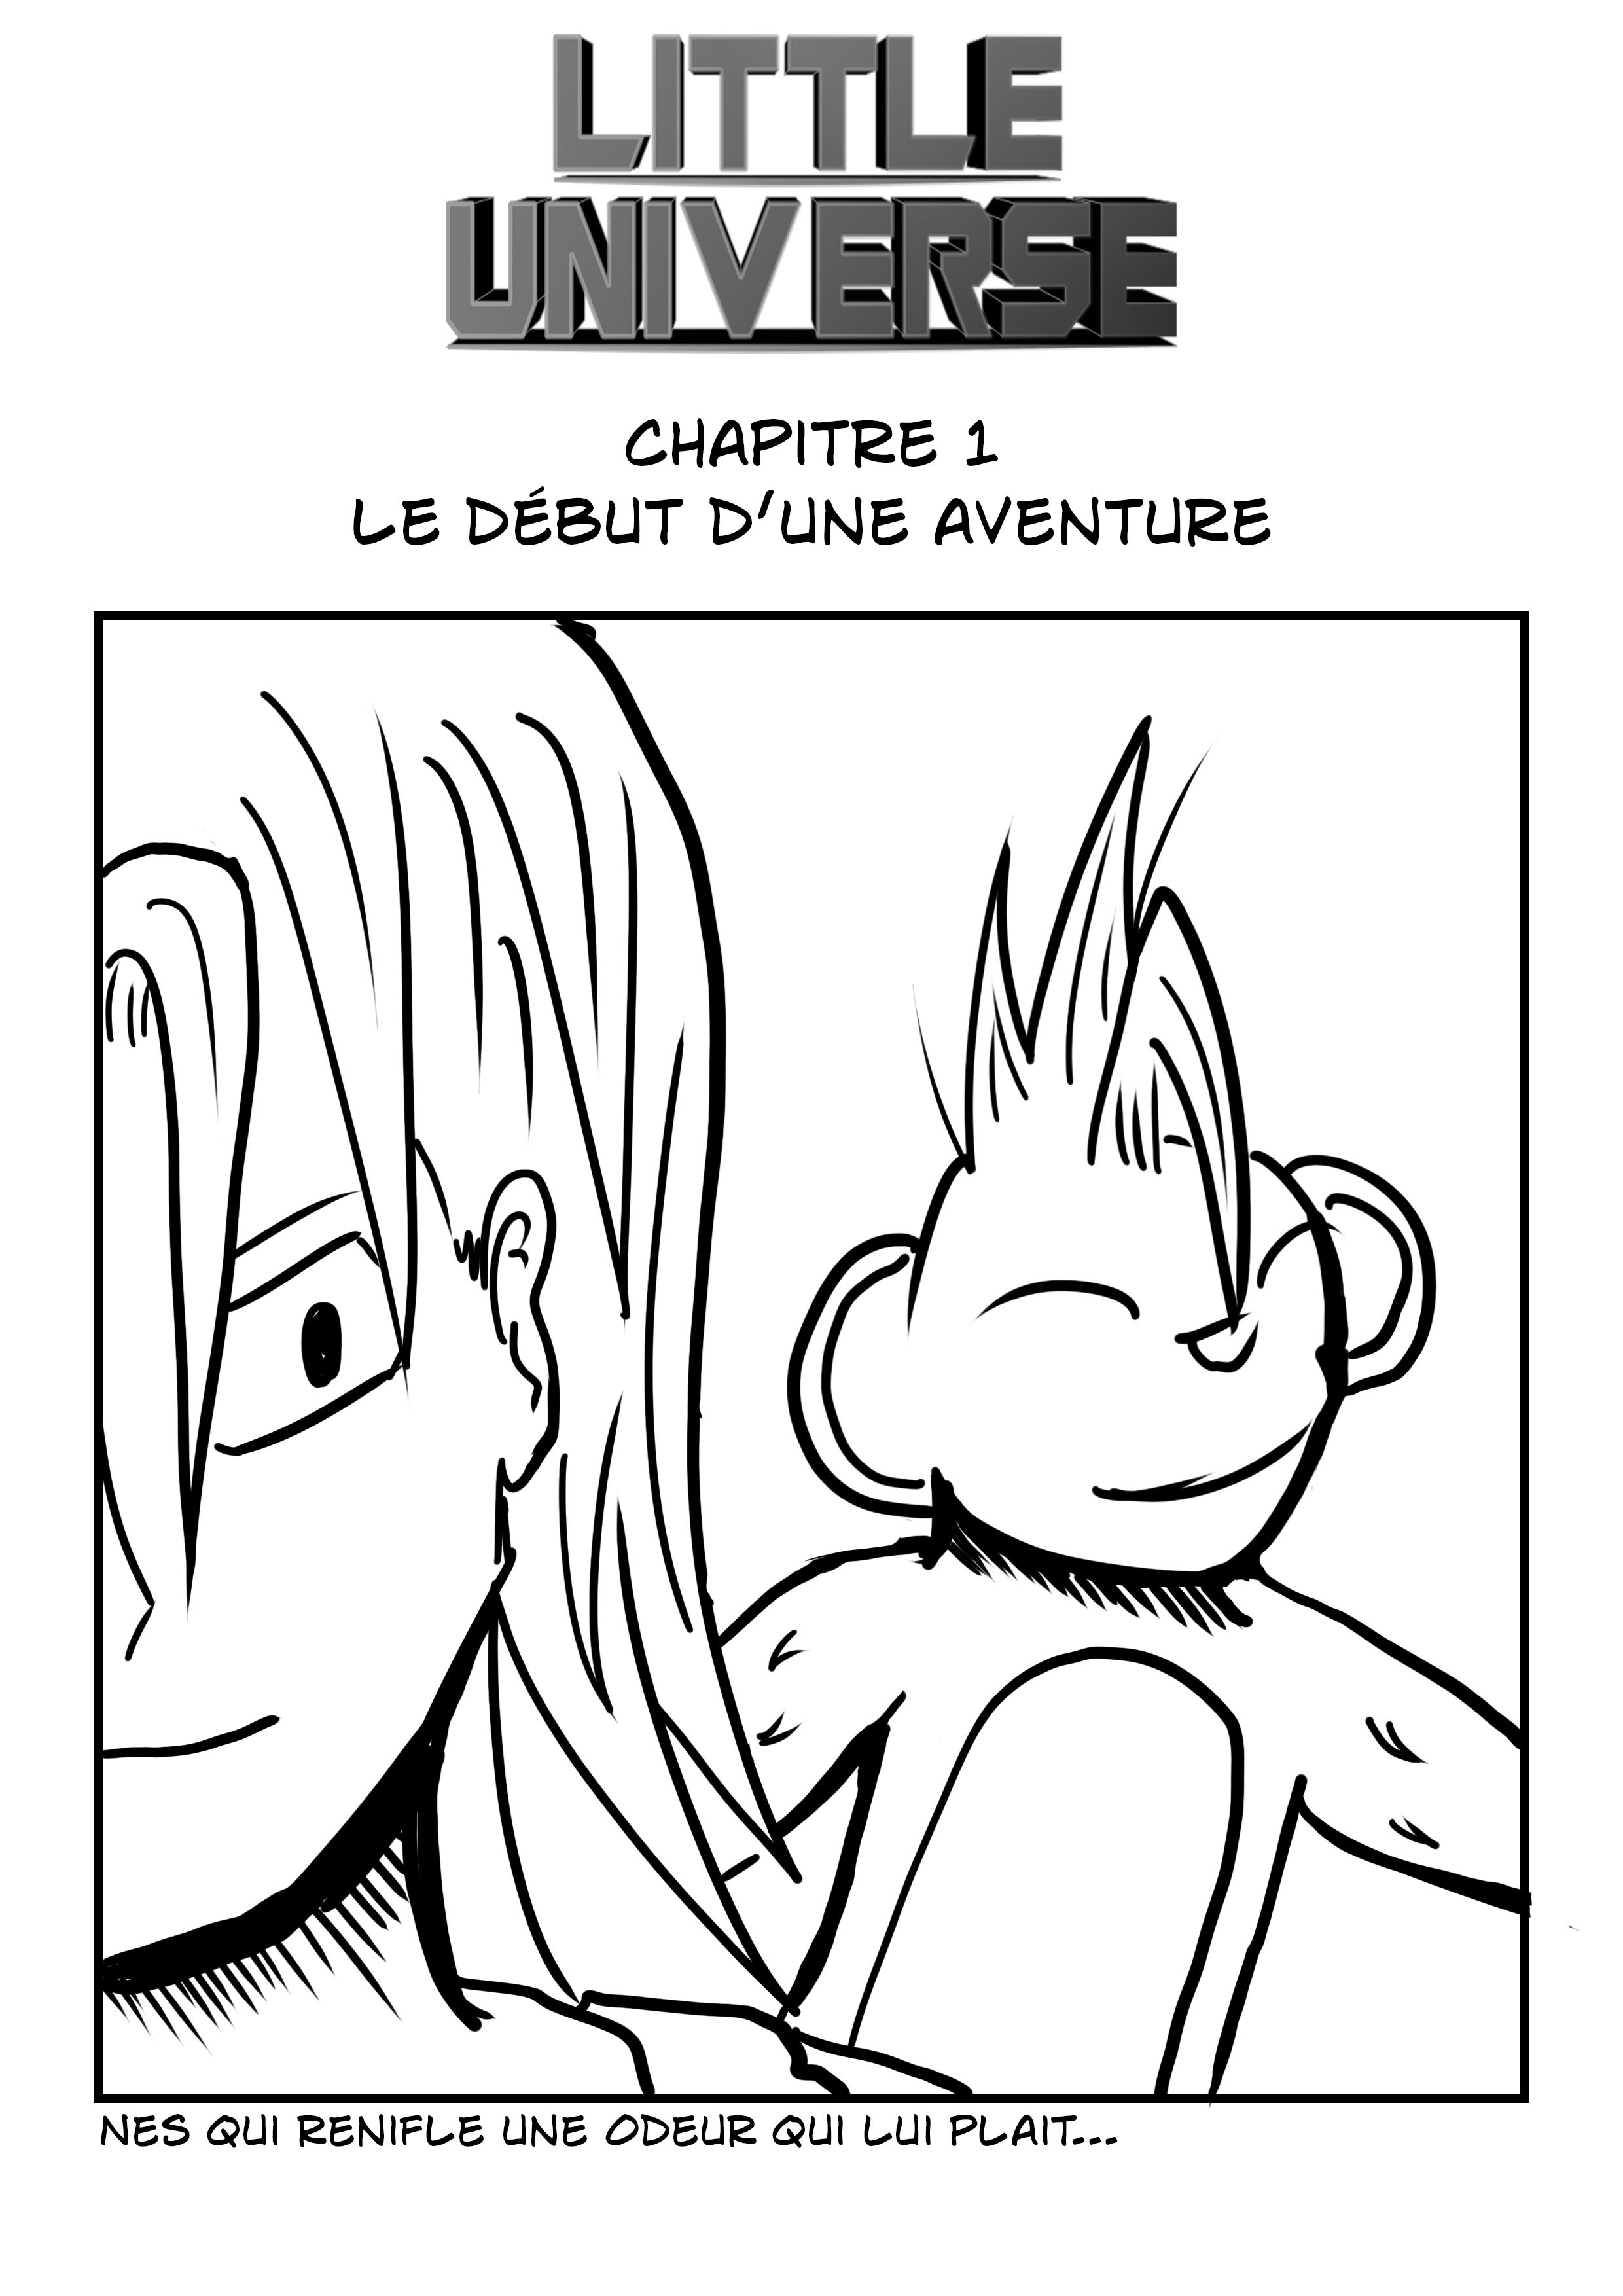 LITTLE
UNIVERSE
CHAPITRE 1
LE DÉBUT D'UNE AVENTURE
NES QUI RENIFLE UNE ODEUR QUI LUI PLAIT...